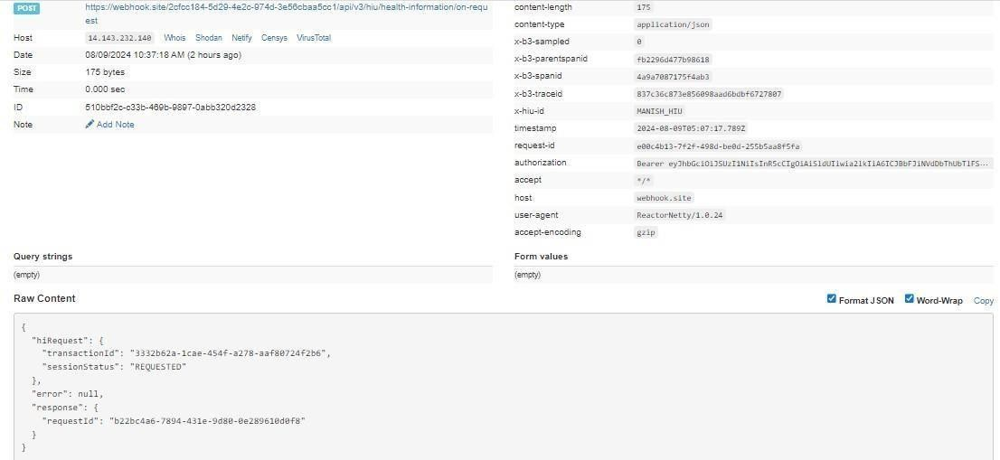 POST https://webhook.site/2cfcc184-5d29-4e2c-974d-3e56cbaa5cc1/api/v3/hiu/health-information/on-requ
est
Host 14.143.232.140 Whois Shodan Netify Censys VirusTotal
Date 08/09/2024 10:37:18 AM (2 hours ago)
Size 175 bytes
Time 0.000 sec
ID 510bbf2c-c33b-469b-9897-0abb320d2328
Note Add Note
content-length 175
content-type application/json
x-b3-sampled 0
x-b3-parentspanid fb2296d477b98618
x-b3-spanid 4a9a7087175f4ab3
x-b3-traceid 837c36c873e856098aad6bdbf6727807
x-hiu-id MANISH_HIU
timestamp 2024-08-09T05:07:17.789Z
request-id e00c4b13-7f2f-498d-be0d-255b5aa8f5fa
authorization Bearer eyJhbGciOiJSUzI1NiIsInR5cCIgOiAiSldUIiwia2lkIiA6ICJBbFJiNVdDbThUbTlFS...
accept */*
host webhook.site
user-agent ReactorNetty/1.0.24
accept-encoding gzip
Query strings
(empty)
Form values
(empty)
Raw Content
Format JSON Word-Wrap Copy
{
"hiRequest": {
"transactionId": "3332b62a-1cae-454f-a278-aaf80724f2b6",
"sessionStatus": "REQUESTED"
},
"error": null,
"response": {
"requestId": "b22bc4a6-7894-431e-9d80-0e289610d0f8"
}
}